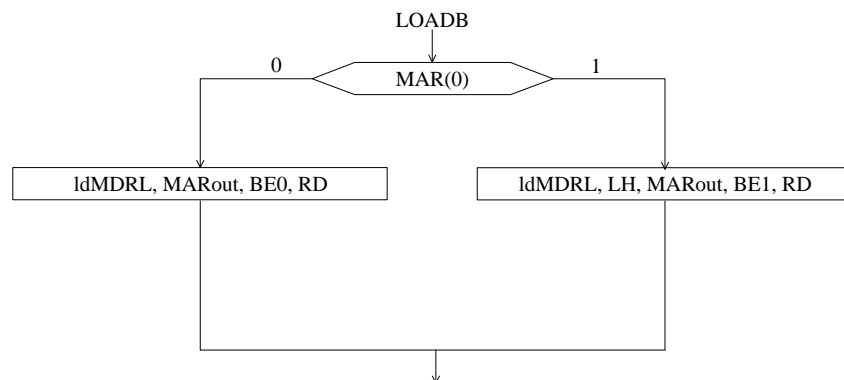 LOADB
0
MAR(0)
1
ldMDRL, MARout, BE0, RD
ldMDRL, LH, MARout, BE1, RD